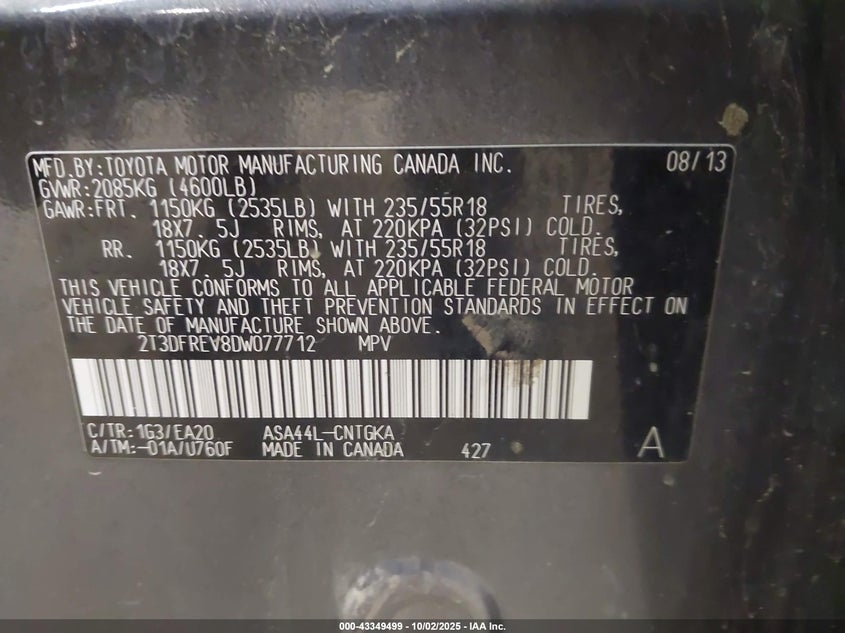 MFD.BY:TOYOTA MOTOR MANUFACTURING CANADA INC. 08/13
GVWR:2085KG (4600LB)
GAWR:FRT. 1150KG (2535LB) WITH 235/55R18 TIRES,
18X7. 5J RIMS, AT 220KPA (32PSI) COLD.
RR. 1150KG (2535LB) WITH 235/55R18 TIRES,
18X7. 5J RIMS, AT 220KPA (32PSI) COLD.
THIS VEHICLE CONFORMS TO ALL APPLICABLE FEDERAL MOTOR
VEHICLE SAFETY AND THEFT PREVENTION STANDARDS IN EFFECT ON
THE DATE OF MANUFACTURE SHOWN ABOVE.
2T3DFREV8DW077712 MPV
C/TR:1G3/EA20 ASA44L-CNTGKA
A/TM:-01A/U760F MADE IN CANADA 427 A
000-43349499 | 10/02/2025 - IAA Inc.